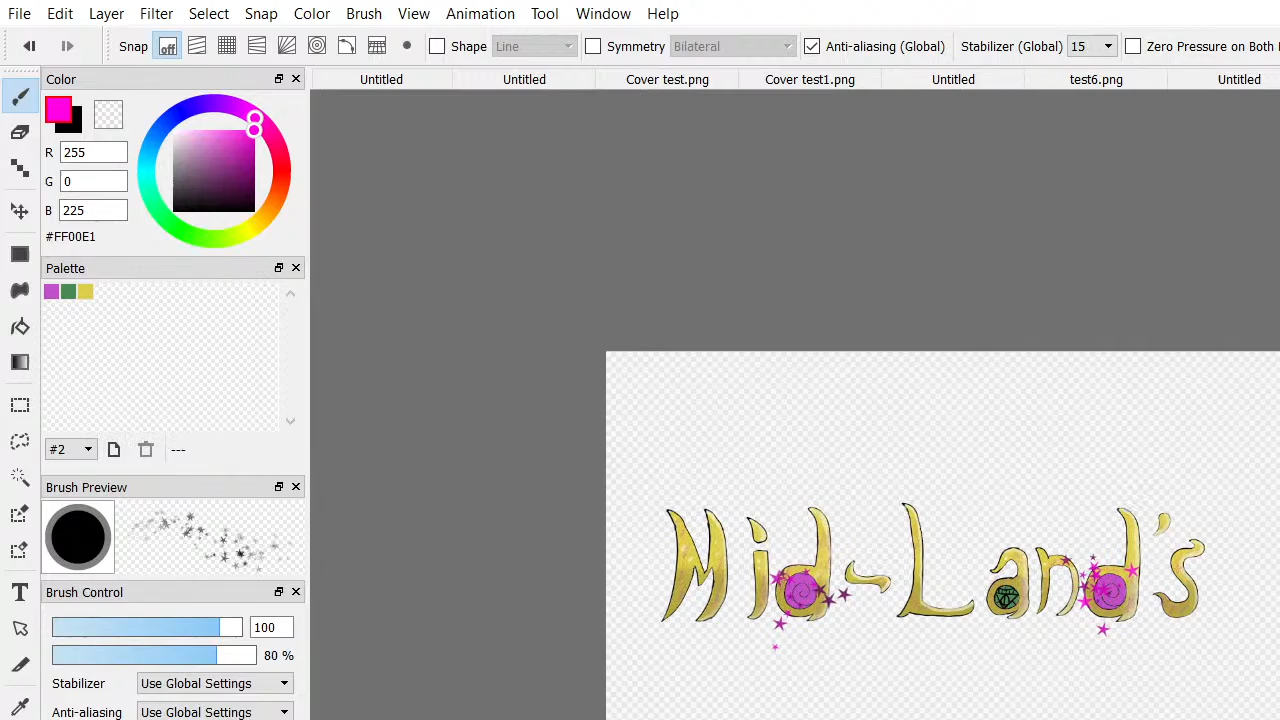 File Edit Layer Filter Select Snap Color Brush View Animation Tool Window Help
Snap off Shape Line Symmetry Bilateral Anti-aliasing (Global) Stabilizer (Global) 15 Zero Pressure on Both
Color
Untitled Untitled Cover test.png Cover test1.png Untitled test6.png Untitled
R 255
G 0
B 225
#FF00E1
Palette
#2 ---
Brush Preview
Mid-Land's
Brush Control
100
80 %
Stabilizer Use Global Settings
Anti-aliasing Use Global Settings